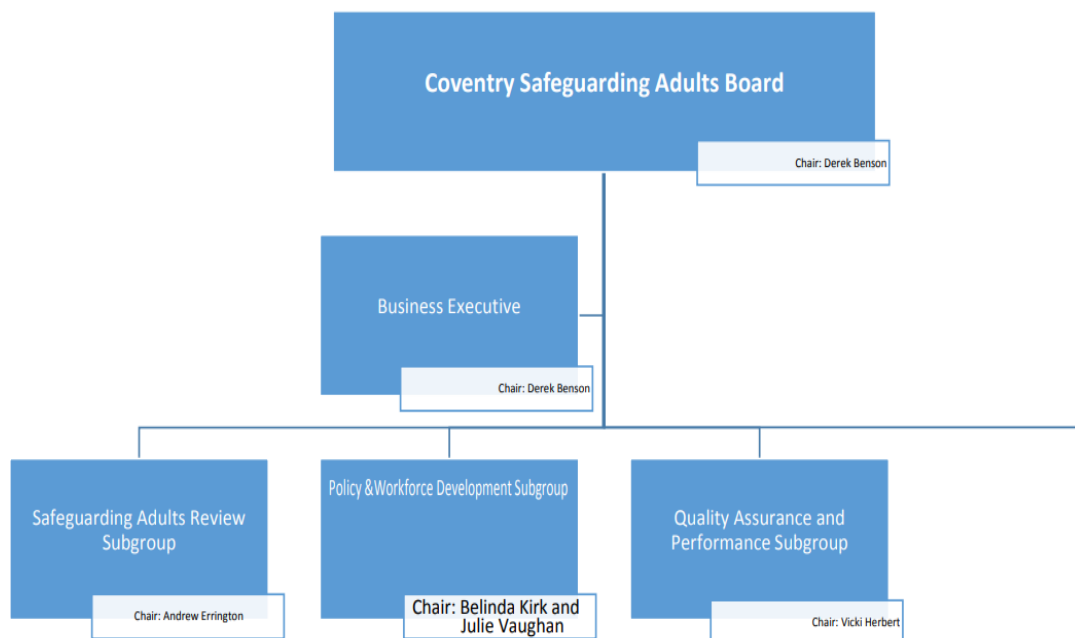 Coventry Safeguarding Adults Board
Chair: Derek Benson
Business Executive
Chair: Derek Benson
Safeguarding Adults Review
Subgroup
Chair: Andrew Errington
Policy &Workforce Development Subgroup
Chair: Belinda Kirk and
Julie Vaughan
Quality Assurance and
Performance Subgroup
Chair: Vicki Herbert